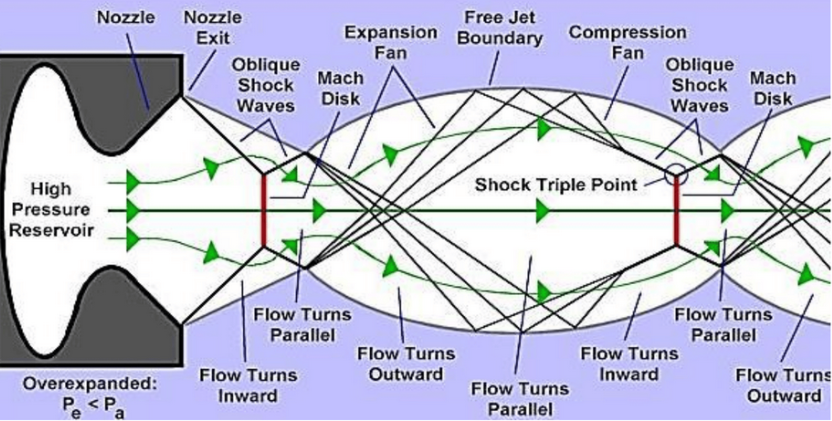 Nozzle
Nozzle
Exit
Oblique
Shock
Waves
Mach
Disk
Expansion
Fan
Free Jet
Boundary
Compression
Fan
Oblique
Shock
Waves
Mach
Disk
High
Pressure
Reservoir
Shock Triple Point
Overexpanded:
Pe < Pa
Flow Turns
Inward
Flow Turns
Parallel
Flow Turns
Outward
Flow Turns
Parallel
Flow Turns
Inward
Flow Turns
Parallel
Flow Turns
Outward